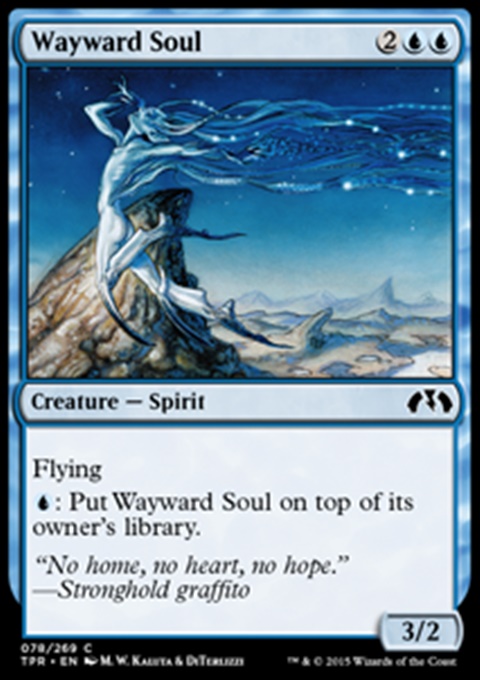 Wayward Soul 2
Creature — Spirit
Flying
: Put Wayward Soul on top of its
owner's library.
“No home, no heart, no hope.”
—Stronghold graffito
3/2
078/269 C
TPR • EN M. W. Kaluta & DiTerlizzi
™ & © 2015 Wizards of the Coast